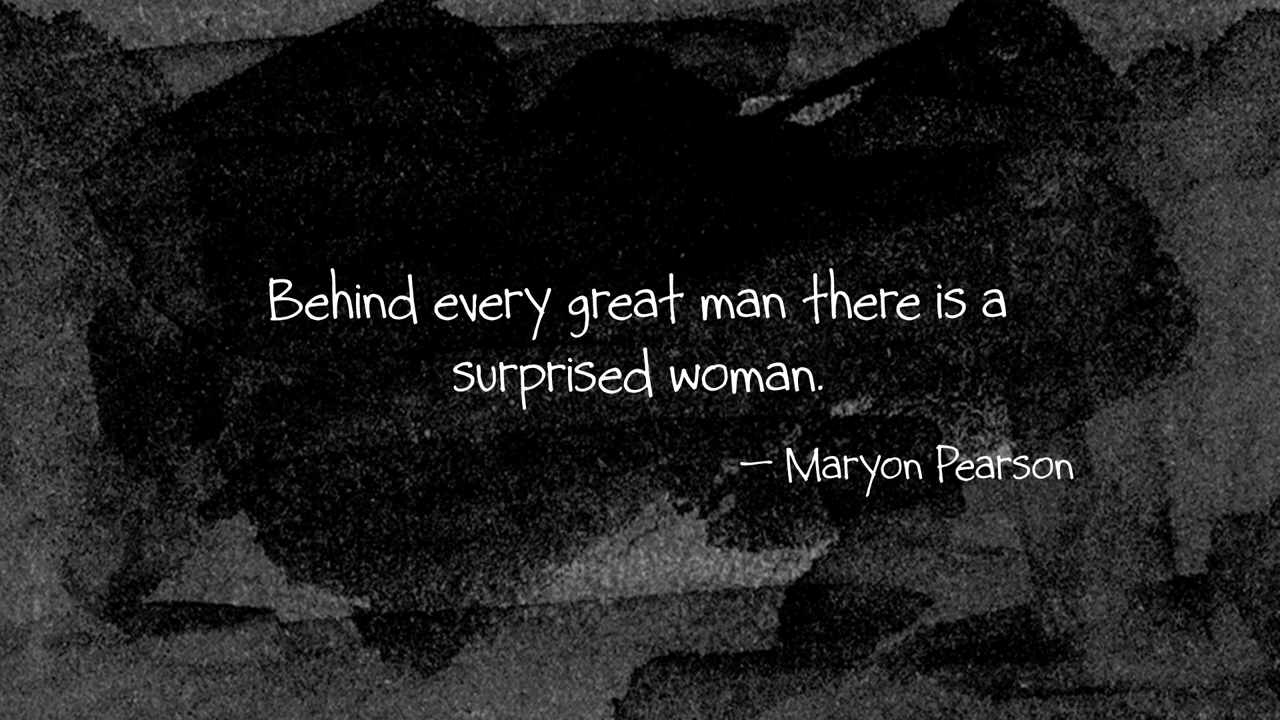 Behind every great man there is a
surprised woman.
— Maryon Pearson